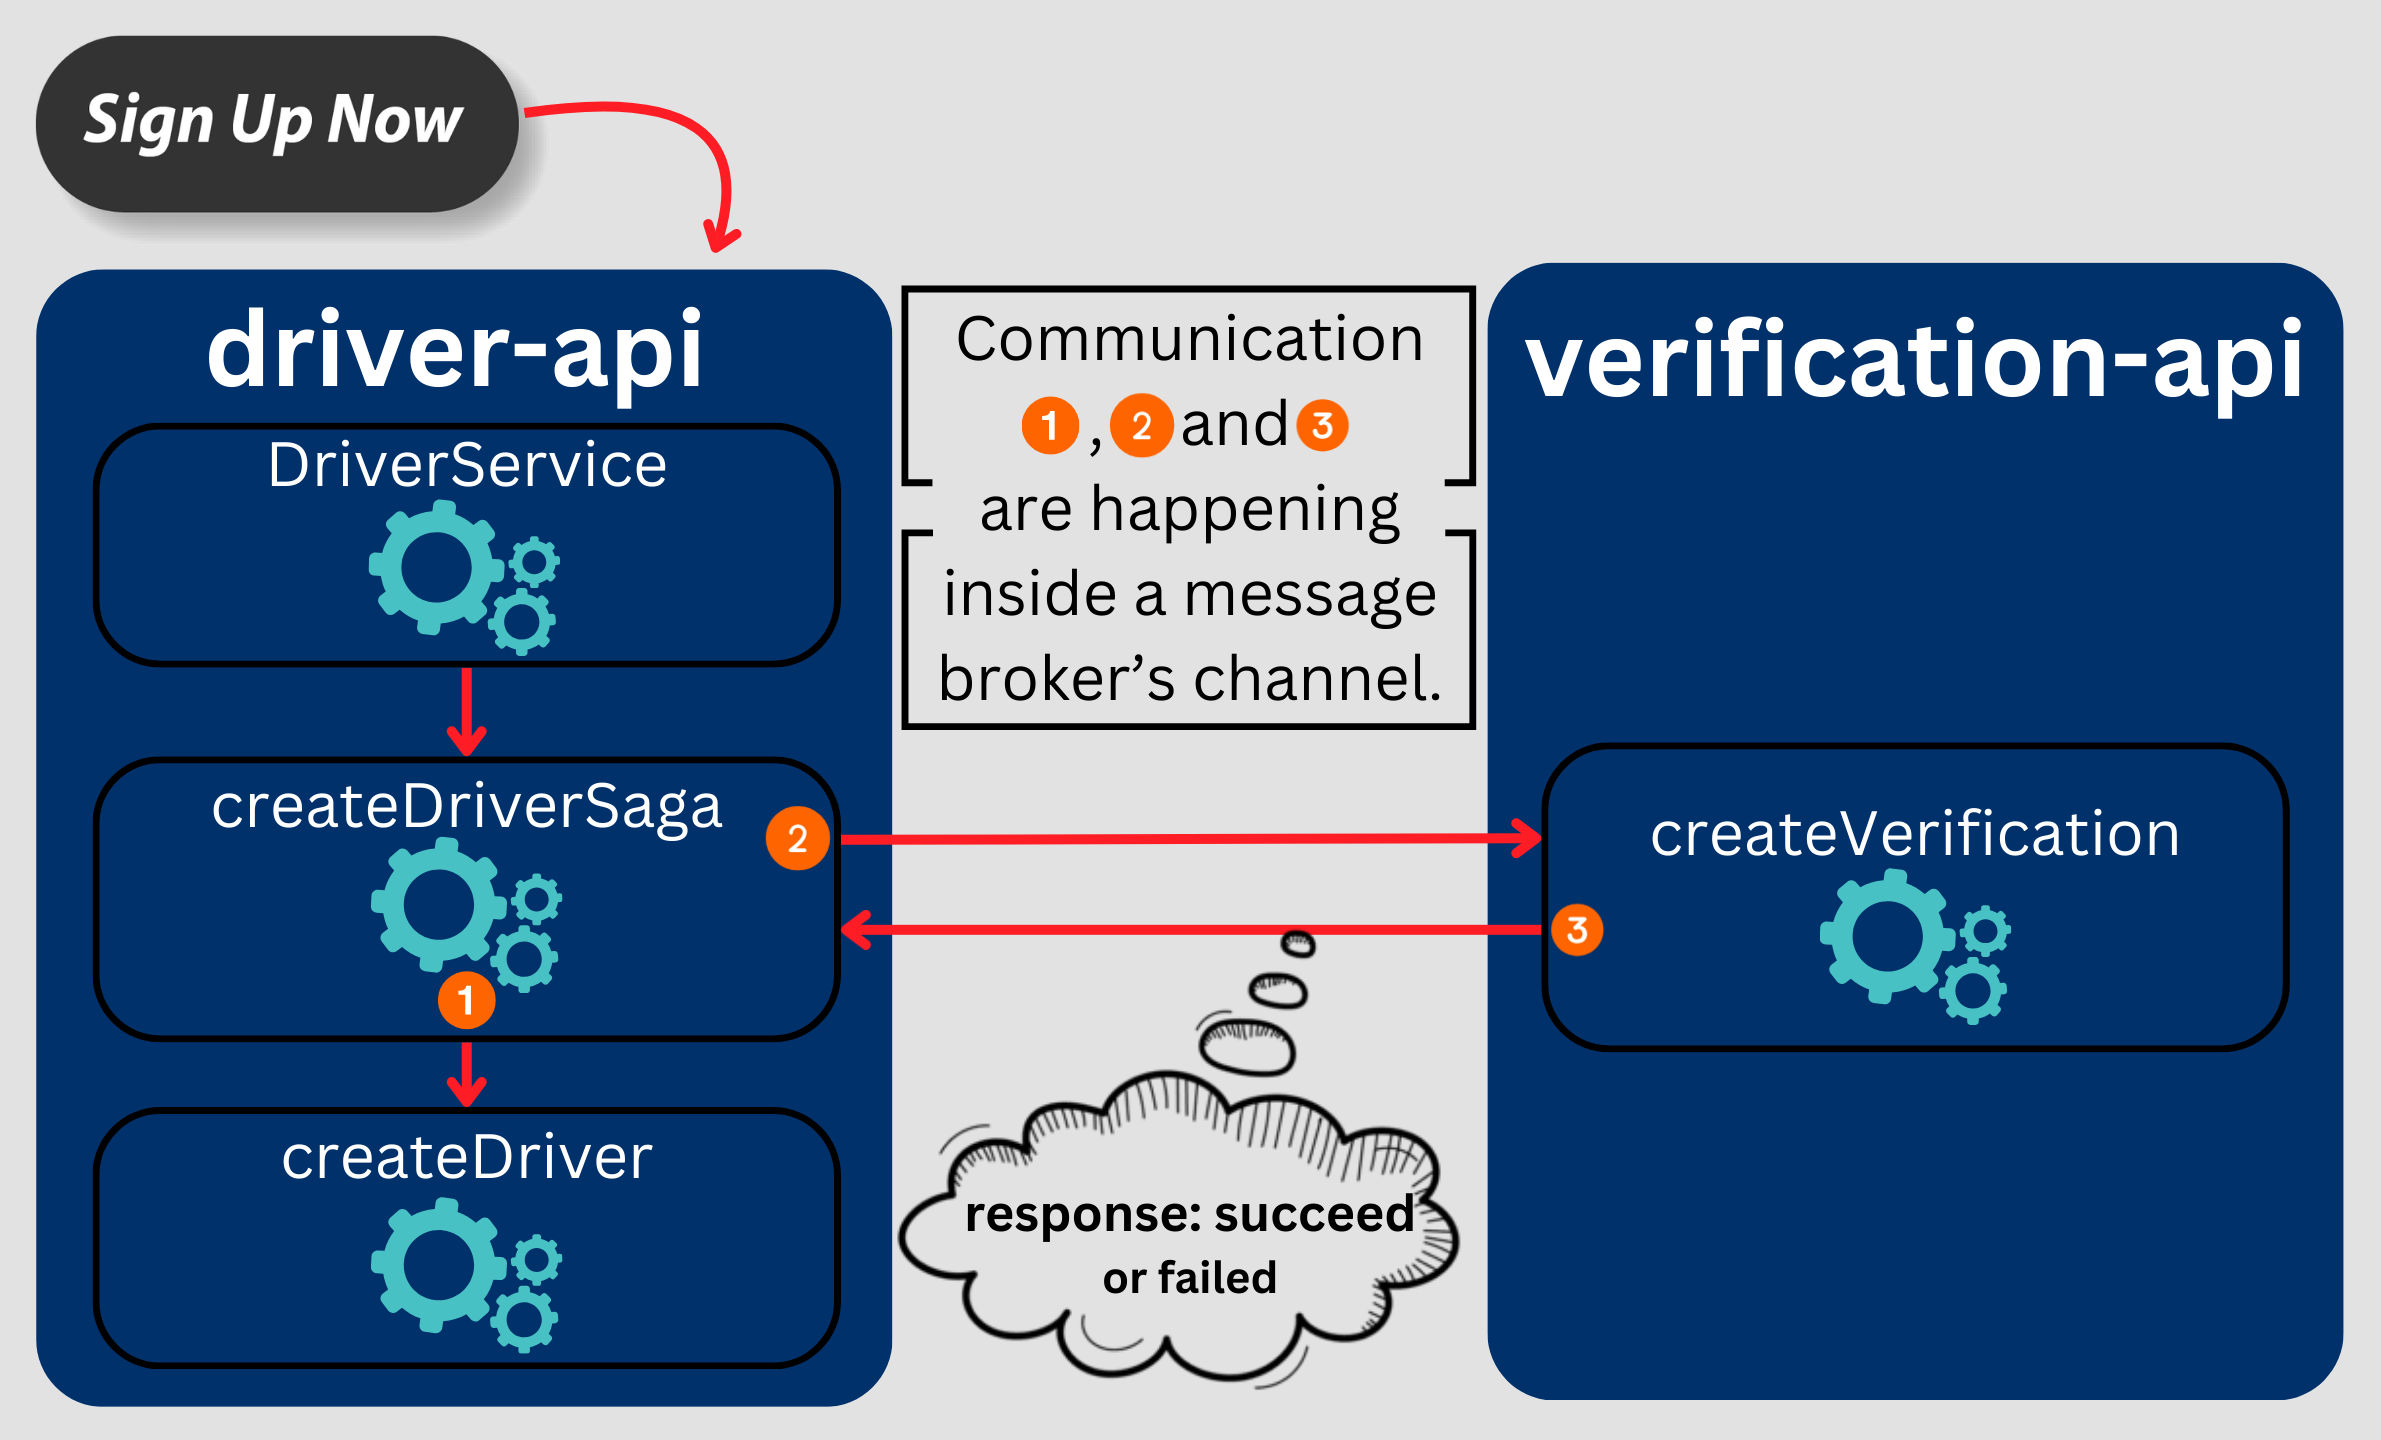 Sign Up Now
driver-api
DriverService
createDriverSaga
2
1
createDriver
Communication
1 , 2 and 3
are happening
inside a message
broker’s channel.
response: succeed
or failed
verification-api
createVerification
3